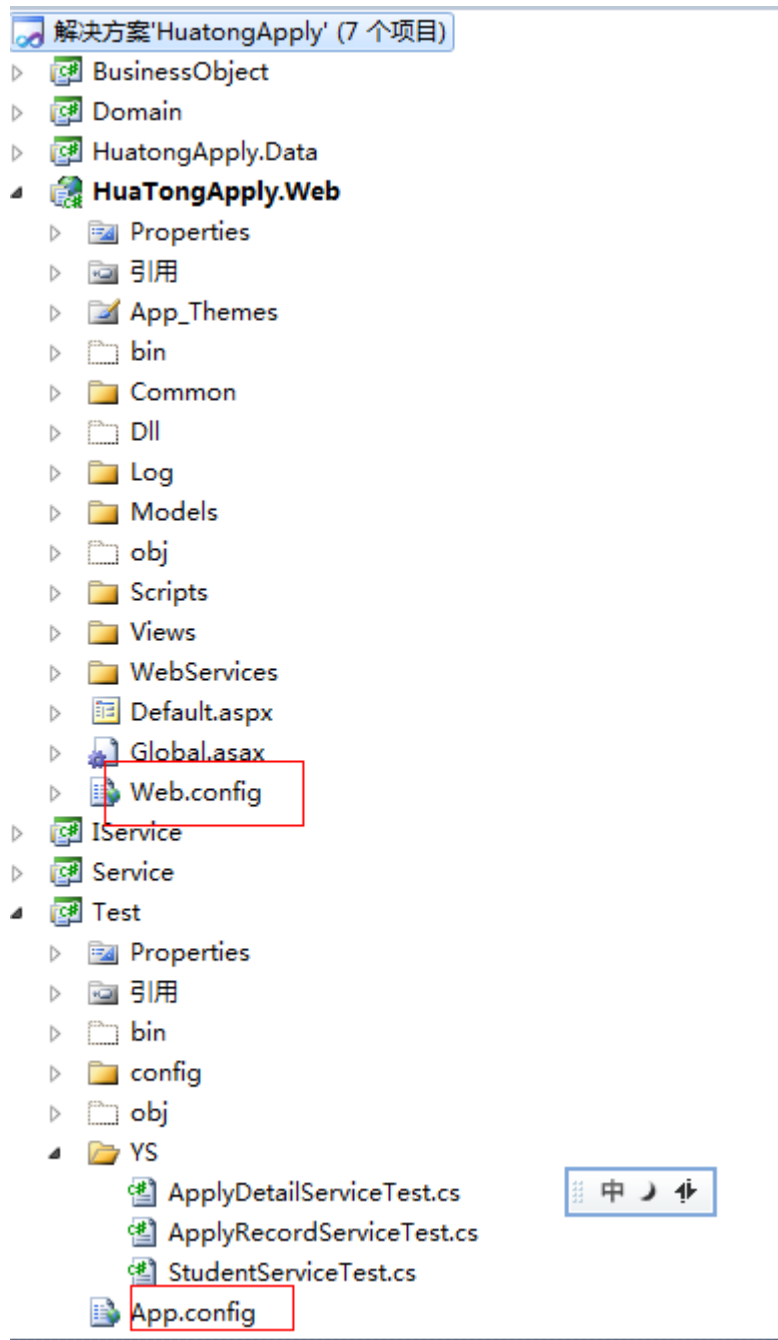 解决方案'HuatongApply' (7 个项目)
BusinessObject
Domain
HuatongApply.Data
HuaTongApply.Web
Properties
引用
App_Themes
bin
Common
Dll
Log
Models
obj
Scripts
Views
WebServices
Default.aspx
Global.asax
Web.config
IService
Service
Test
Properties
引用
bin
config
obj
YS
ApplyDetailServiceTest.cs
中
ApplyRecordServiceTest.cs
StudentServiceTest.cs
App.config